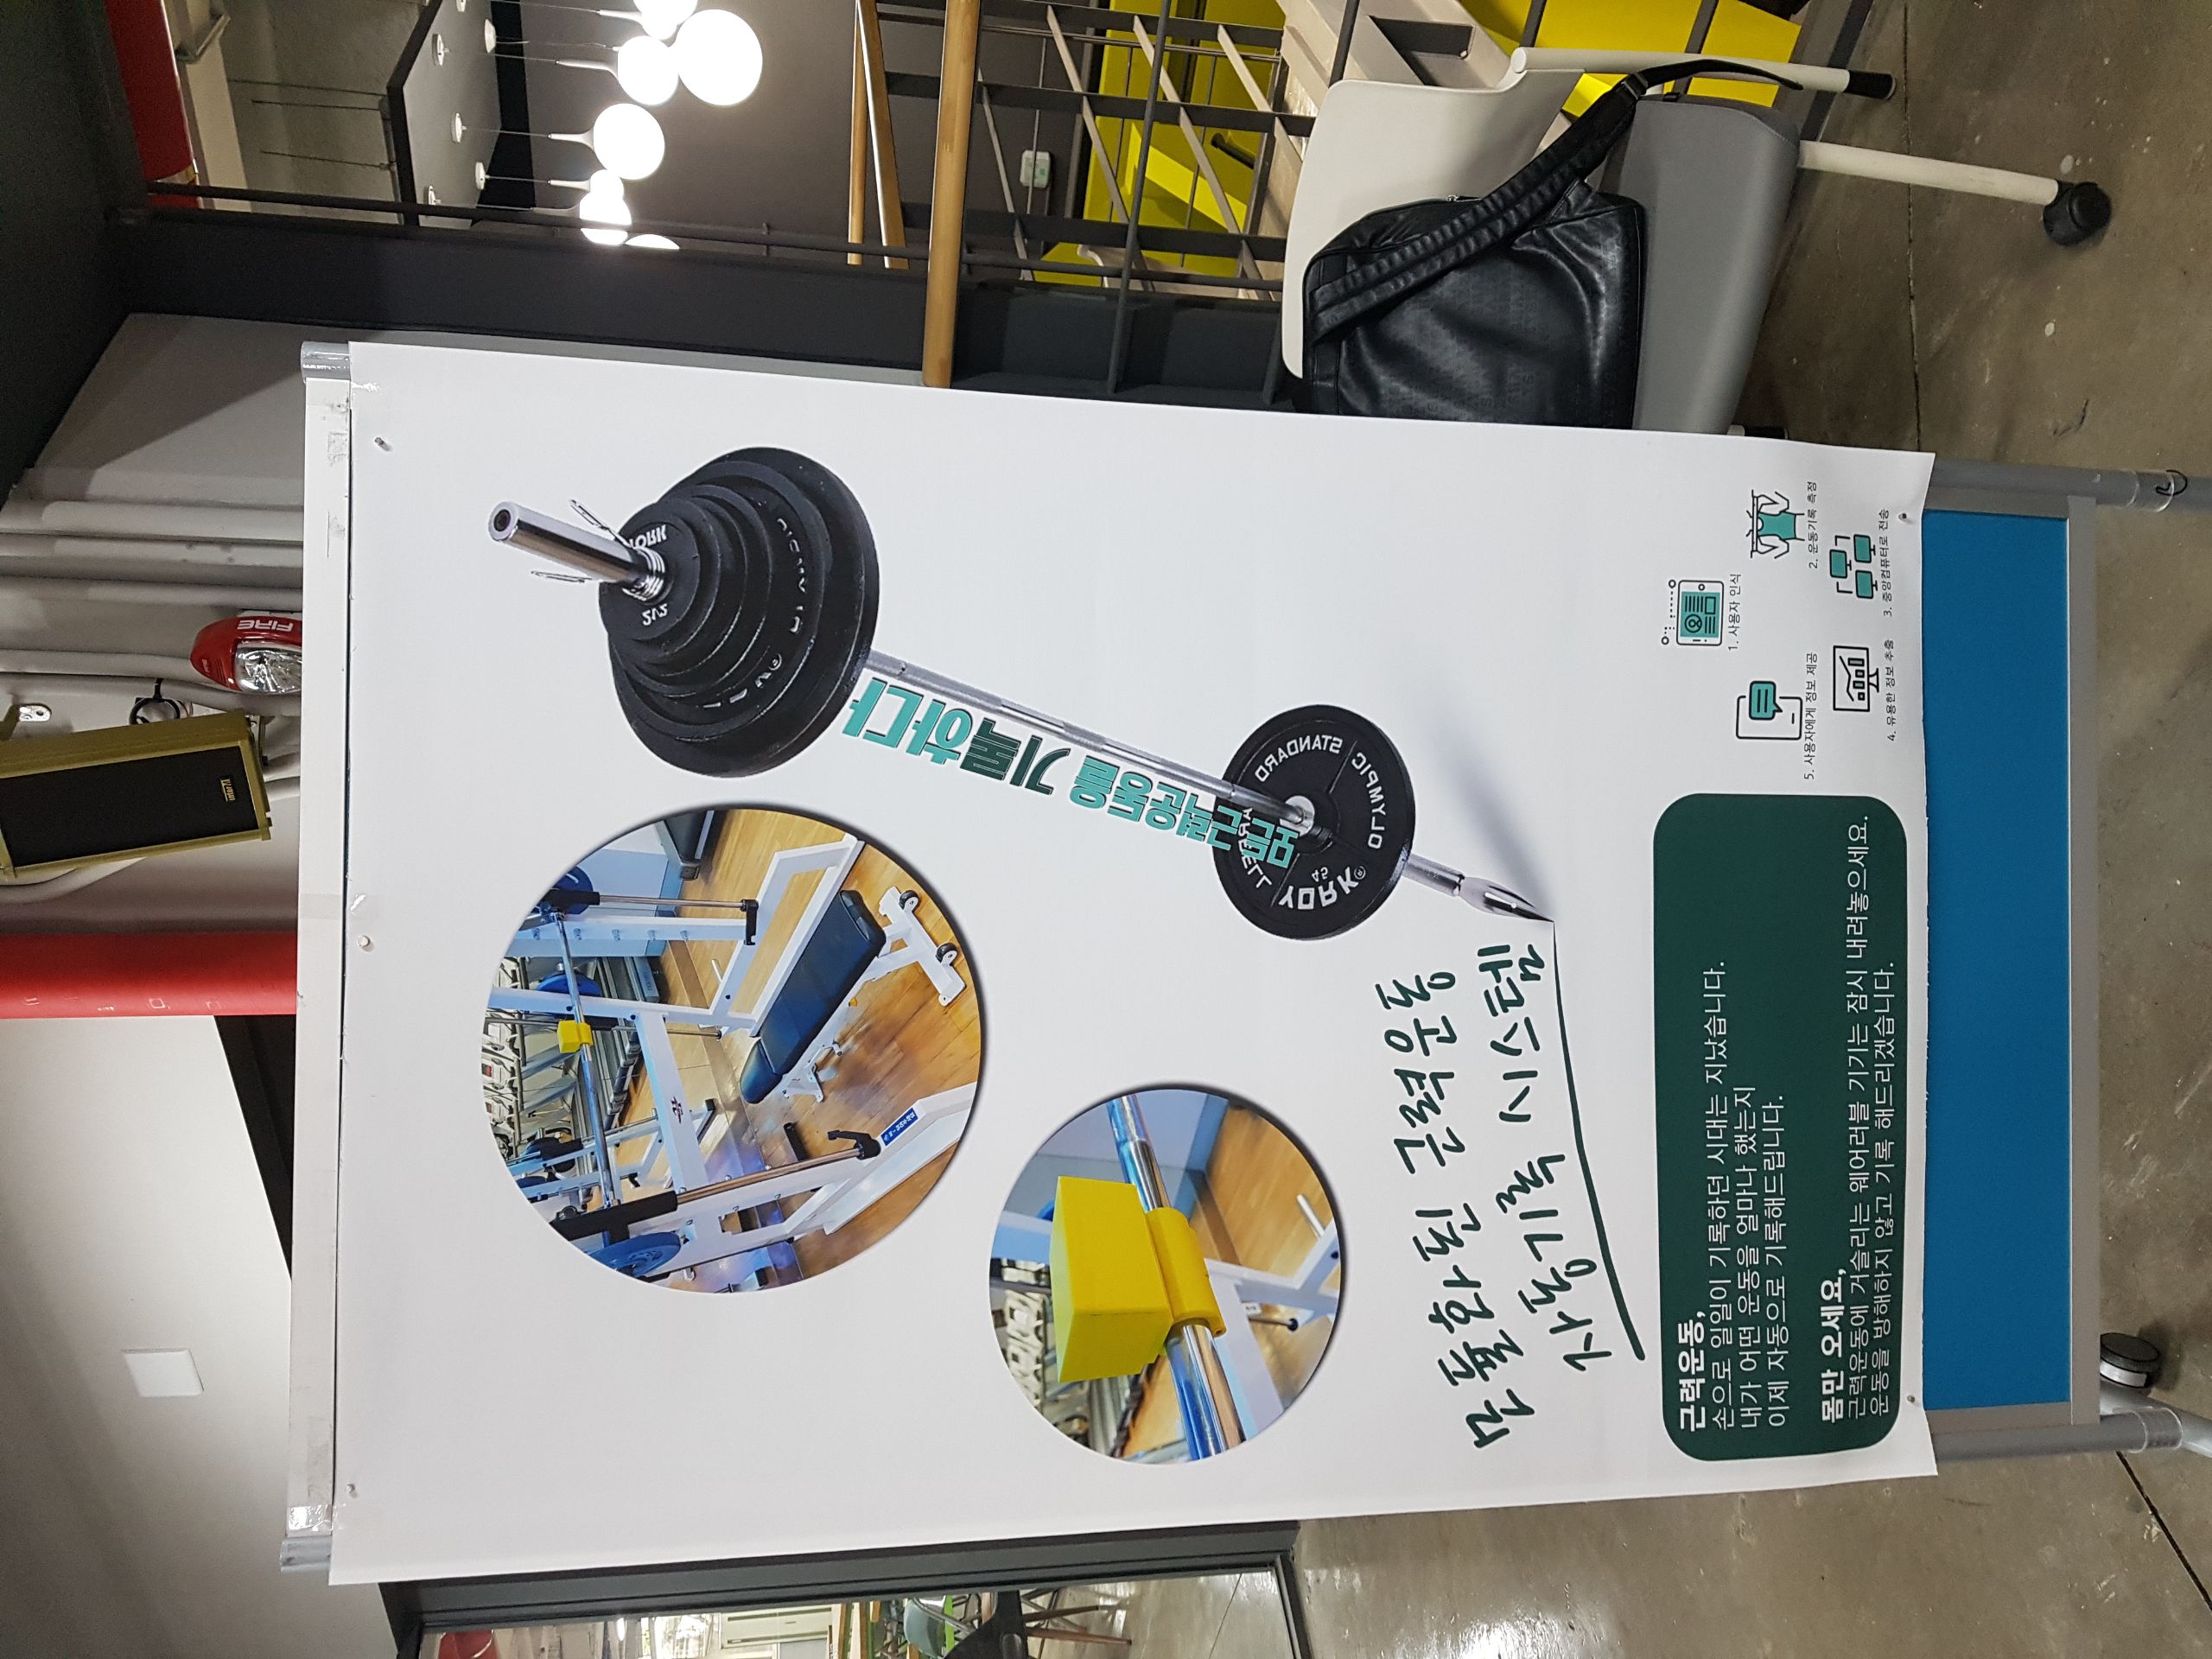 InterM
FIRE
YORK
모든 근력운동을 기록하다
YORK
STANDARD
OLYMPIC
45
모듈화된 근력운동
자동기록 시스템
근력운동,
손으로 일일이 기록하던 시대는 지났습니다.
내가 어떤 운동을 얼마나 했는지
이제 자동으로 기록해드립니다.
몸만 오세요,
근력운동에 거슬리는 웨어러블 기기는 잠시 내려놓으세요.
운동을 방해하지 않고 기록 해드리겠습니다.
1. 사용자 인식
2. 운동기록 측정
3. 중앙컴퓨터로 전송
4. 유용한 정보 추출
5. 사용자에게 정보 제공